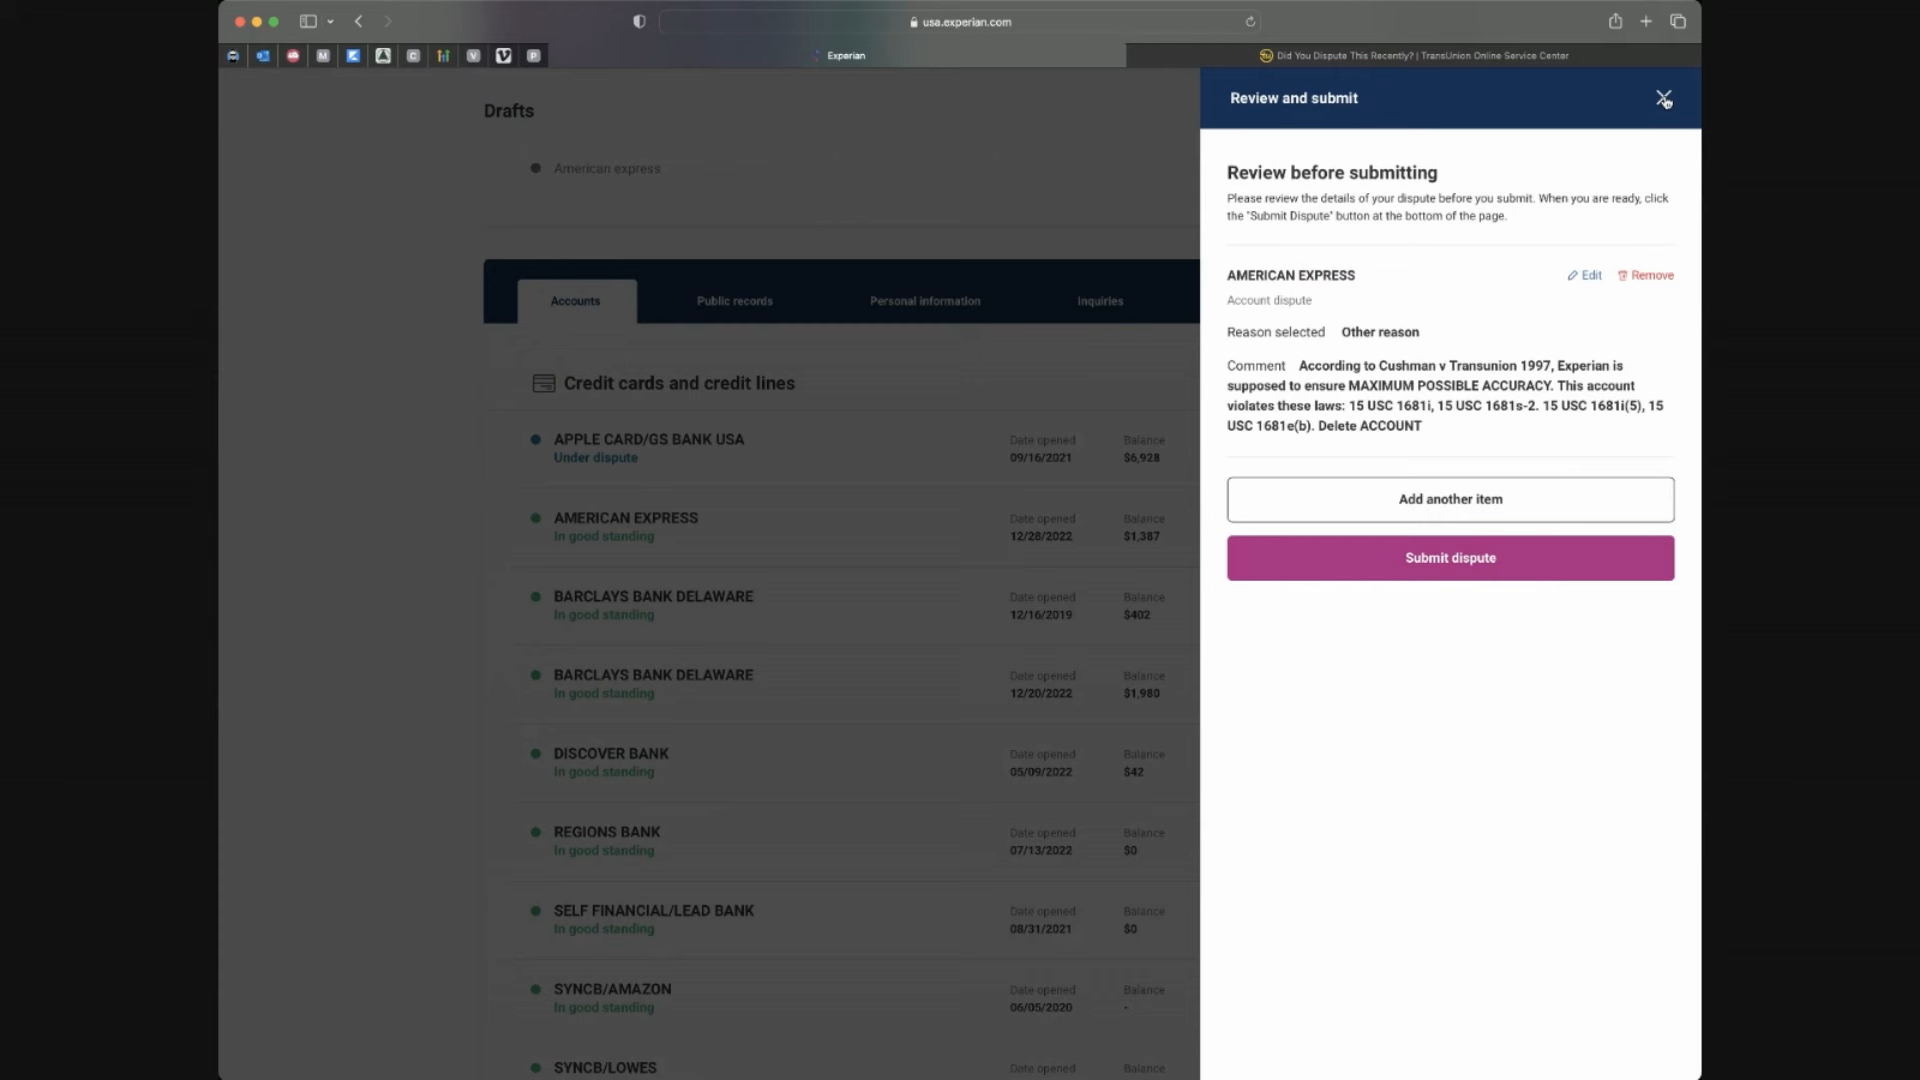 usa.experian.com
M
C
V
P
Experian
Did You Dispute This Recently? | TransUnion Online Service Center
Drafts
American express
Accounts
Public records
Personal information
Inquiries
Credit cards and credit lines
APPLE CARD/GS BANK USA
Under dispute
Date opened
09/16/2021
Balance
$6,928
AMERICAN EXPRESS
In good standing
Date opened
12/28/2022
Balance
$1,387
BARCLAYS BANK DELAWARE
In good standing
Date opened
12/16/2019
Balance
$402
BARCLAYS BANK DELAWARE
In good standing
Date opened
12/20/2022
Balance
$1,980
DISCOVER BANK
In good standing
Date opened
05/09/2022
Balance
$42
REGIONS BANK
In good standing
Date opened
07/13/2022
Balance
$0
SELF FINANCIAL/LEAD BANK
In good standing
Date opened
08/31/2021
Balance
$0
SYNCB/AMAZON
In good standing
Date opened
06/05/2020
Balance
-
SYNCB/LOWES
Date opened
Balance
Review and submit
Review before submitting
Please review the details of your dispute before you submit. When you are ready, click
the "Submit Dispute" button at the bottom of the page.
AMERICAN EXPRESS
Edit
Remove
Account dispute
Reason selected Other reason
Comment According to Cushman v Transunion 1997, Experian is
supposed to ensure MAXIMUM POSSIBLE ACCURACY. This account
violates these laws: 15 USC 1681i, 15 USC 1681s-2. 15 USC 1681i(5), 15
USC 1681e(b). Delete ACCOUNT
Add another item
Submit dispute